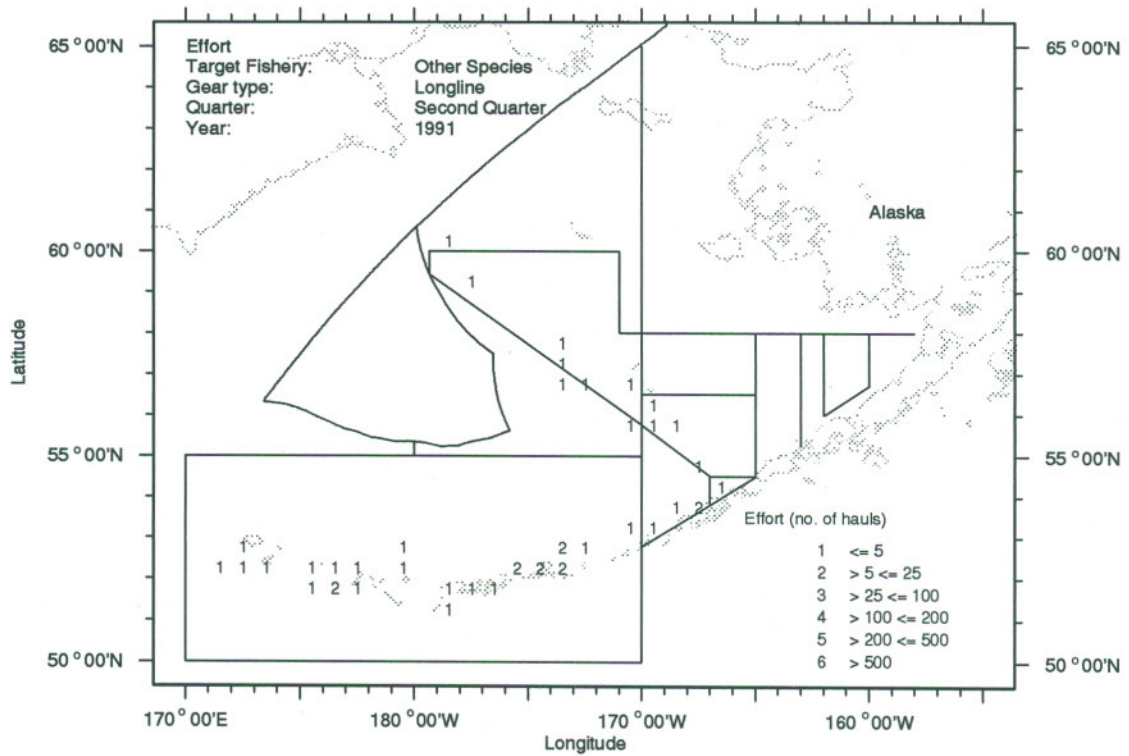 65 °00'N
65 °00'N
Effort
Target Fishery: Other Species
Gear type: Longline
Quarter: Second Quarter
Year: 1991
Alaska
60 °00'N
1
60 °00'N
1
Latitude
1
1
1 1 1
1
1 1 1
55 °00'N
1
55 °00'N
1
1 2
Effort (no. of hauls)
1 1
1 1 2 1
1 <= 5
1 1 1 1 1 1 1 2 2 2
2 > 5 <= 25
1 2 1 1 1 1
3 > 25 <= 100
1
4 > 100 <= 200
5 > 200 <= 500
50 °00'N
6 > 500
50 °00'N
170 °00'E 180 °00'W 170 °00'W 160 °00'W
Longitude